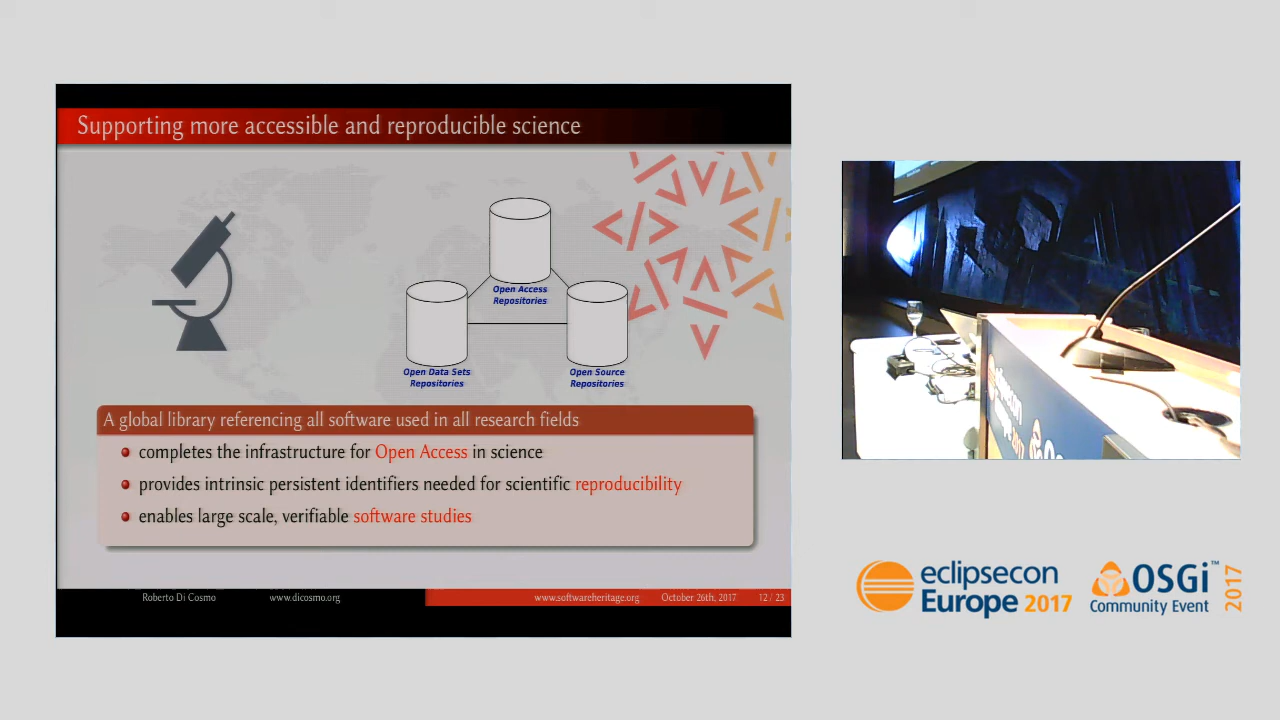 Supporting more accessible and reproducible science
Open Access
Repositories
Open Data Sets
Repositories
Open Source
Repositories
A global library referencing all software used in all research fields
completes the infrastructure for Open Access in science
provides intrinsic persistent identifiers needed for scientific reproducibility
enables large scale, verifiable software studies
Roberto Di Cosmo www.dicosmo.org www.softwareheritage.org October 26th, 2017 12 / 23
eclipsecon
Europe 2017
OSGi™
Community Event
2017